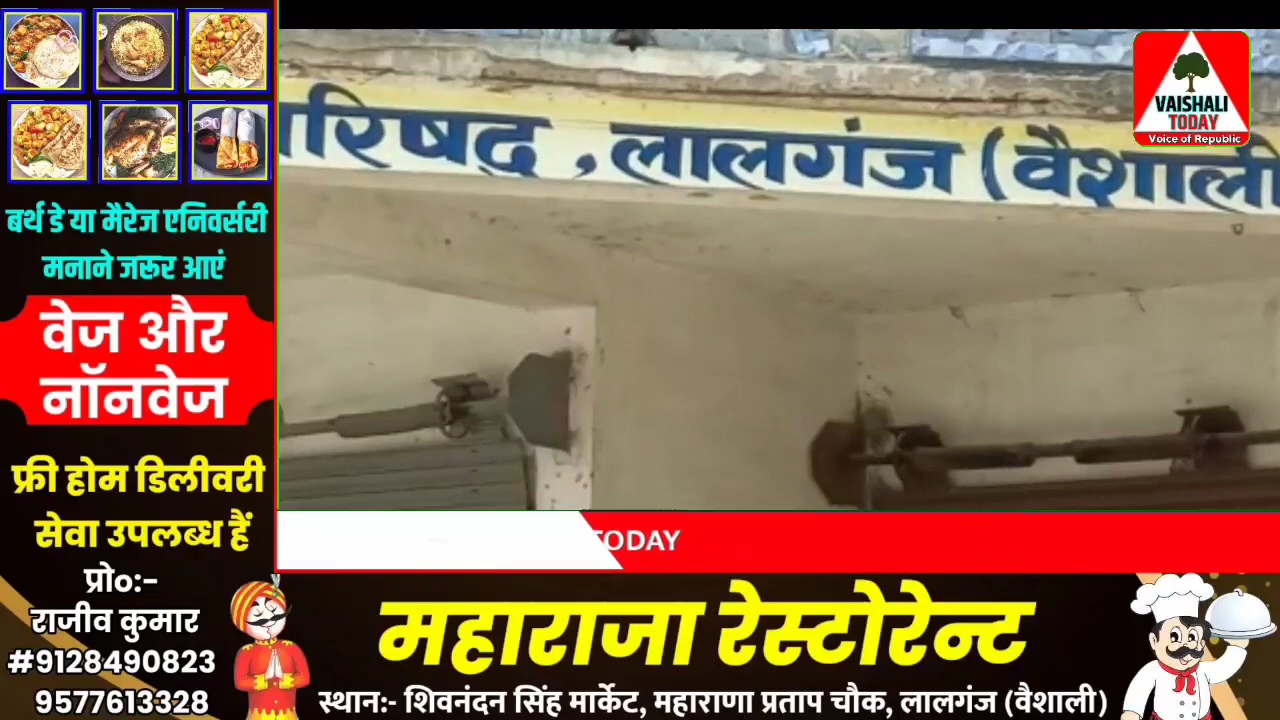 रिषद् , लालगंज (वैशाली
VAISHALI
TODAY
Voice of Republic
बर्थ डे या मैरेज एनिवर्सरी
मनाने जरूर आएं
वेज और
नॉनवेज
फ्री होम डिलीवरी
सेवा उपलब्ध हैं
प्रो०:-
राजीव कुमार
#9128490823
9577613328
TODAY
महाराजा रेस्टोरेन्ट
स्थान:- शिवनंदन सिंह मार्केट, महाराणा प्रताप चौक, लालगंज (वैशाली)